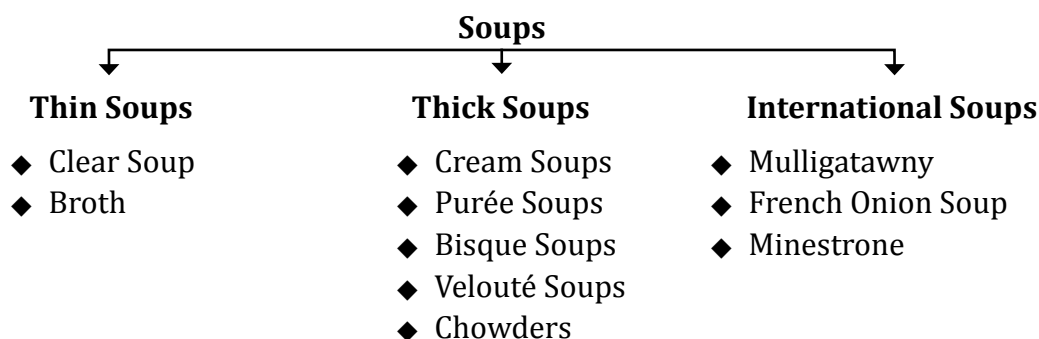 Soups
Thin Soups
◆ Clear Soup
◆ Broth
Thick Soups
◆ Cream Soups
◆ Purée Soups
◆ Bisque Soups
◆ Velouté Soups
◆ Chowders
International Soups
◆ Mulligatawny
◆ French Onion Soup
◆ Minestrone